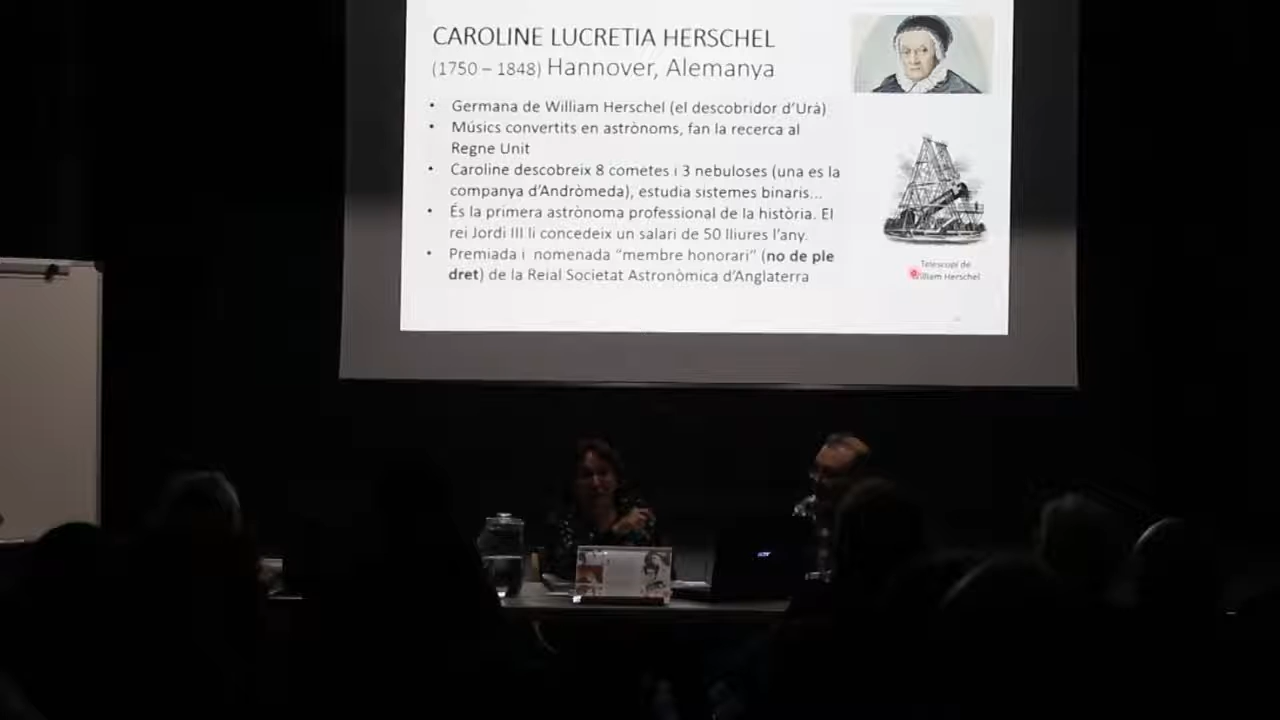 CAROLINE LUCRETIA HERSCHEL
(1750 – 1848) Hannover, Alemanya
• Germana de William Herschel (el descobridor d'Urà)
• Músics convertits en astrònoms, fan la recerca al
Regne Unit
• Caroline descobreix 8 cometes i 3 nebuloses (una es la
companya d'Andròmeda), estudia sistemes binaris...
• És la primera astrònoma professional de la història. El
rei Jordi III li concedeix un salari de 50 lliures l'any.
• Premiada i nomenada "membre honorari" (no de ple
dret) de la Reial Societat Astronòmica d'Anglaterra
Telescopi de
William Herschel
acer